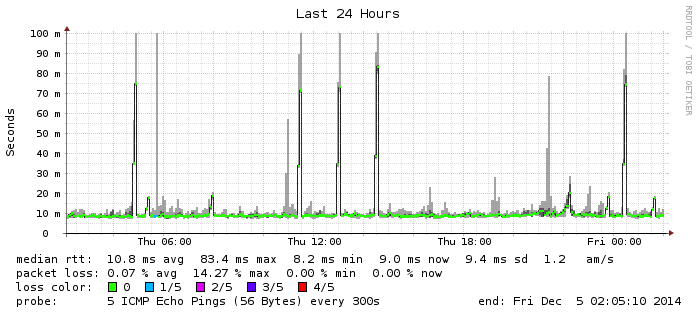 Last 24 Hours
RRDTOOL / TOBI OETIKER
Seconds
100 m
90 m
80 m
70 m
60 m
50 m
40 m
30 m
20 m
10 m
0
Thu 06:00 Thu 12:00 Thu 18:00 Fri 00:00
median rtt: 10.8 ms avg 83.4 ms max 8.2 ms min 9.0 ms now 9.4 ms sd 1.2 am/s
packet loss: 0.07 % avg 14.27 % max 0.00 % min 0.00 % now
loss color: 0 1/5 2/5 3/5 4/5
probe: 5 ICMP Echo Pings (56 Bytes) every 300s end: Fri Dec 5 02:05:10 2014